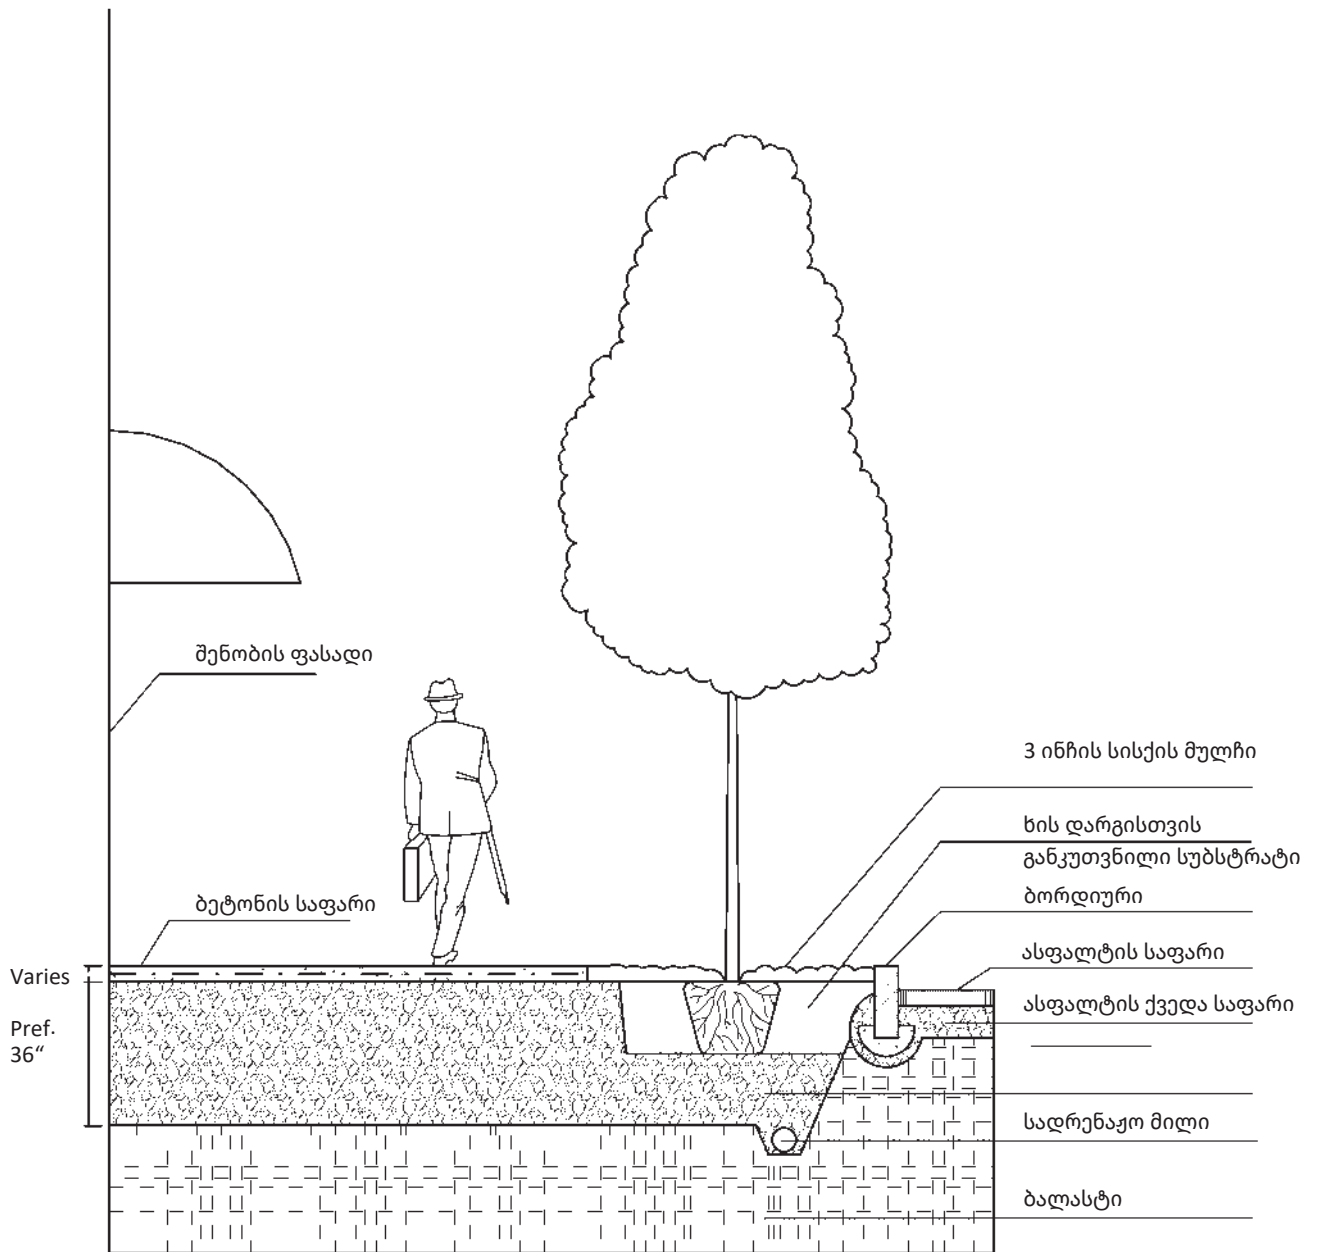 შენობის ფასადი
3 ინჩის სისქის მულჩი
ხის დარგისთვის
განკუთვნილი სუბსტრატი
ბეტონის საფარი
ბორდიური
ასფალტის საფარი
Varies
ასფალტის ქვედა საფარი
Pref.
36“
სადრენაჟო მილი
ბალასტი